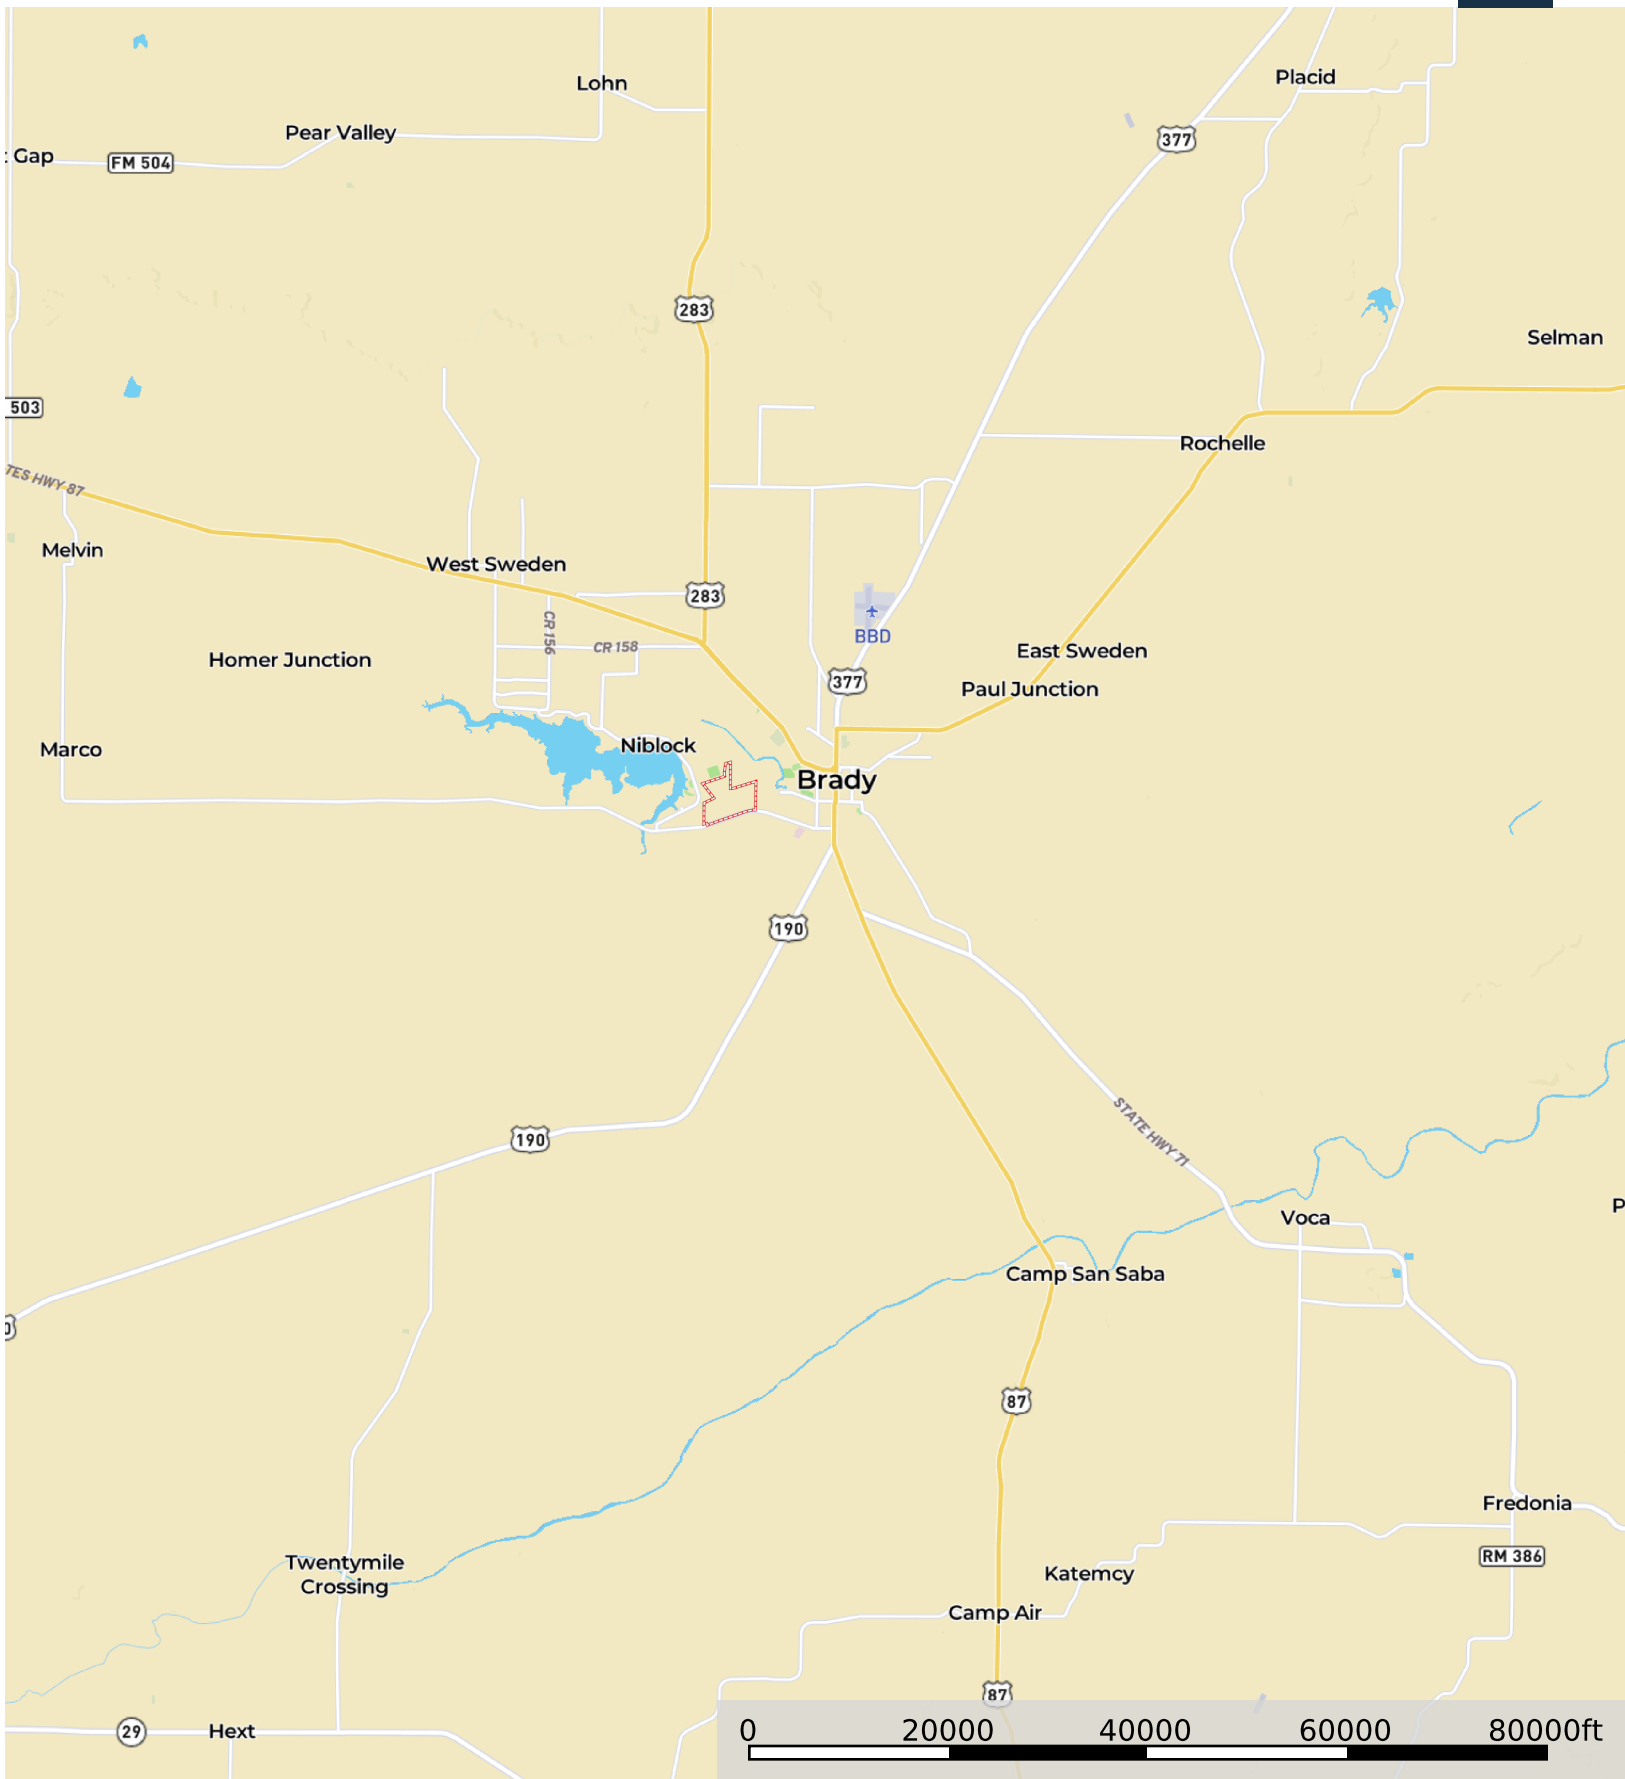 Placid
Lohn
Pear Valley
377
Gap
FM 504
283
Selman
503
Rochelle
TES HWY 87
Melvin
West Sweden
283
CR 156
CR 158
BBD
East Sweden
Homer Junction
377
Paul Junction
Niblock
Marco
Brady
190
STATE HWY 71
190
Voca
P
Camp San Saba
0
87
Fredonia
RM 386
Twentymile
Crossing
Katemcy
Camp Air
87
29
Hext
0 20000 40000 60000 80000ft